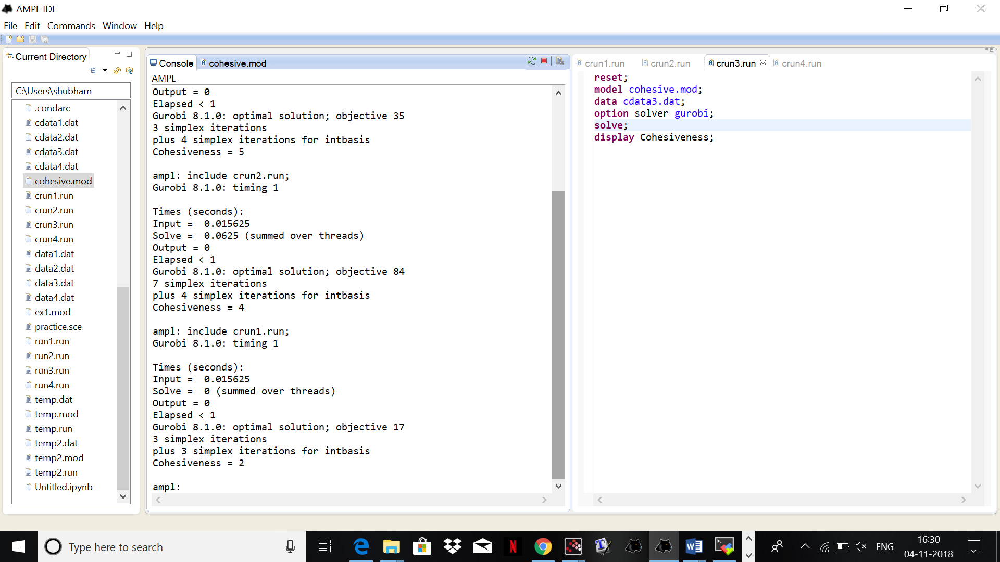 AMPL IDE
File Edit Commands Window Help
Current Directory
C:\Users\shubham
.condarc
cdata1.dat
cdata2.dat
cdata3.dat
cdata4.dat
cohesive.mod
crun1.run
crun2.run
crun3.run
crun4.run
data1.dat
data2.dat
data3.dat
data4.dat
ex1.mod
practice.sce
run1.run
run2.run
run3.run
run4.run
temp.dat
temp.mod
temp.run
temp2.dat
temp2.mod
temp2.run
Untitled.ipynb
Console cohesive.mod
AMPL
Output = 0
Elapsed < 1
Gurobi 8.1.0: optimal solution; objective 35
3 simplex iterations
plus 4 simplex iterations for intbasis
Cohesiveness = 5
ampl: include crun2.run;
Gurobi 8.1.0: timing 1
Times (seconds):
Input =  0.015625
Solve =  0.0625 (summed over threads)
Output = 0
Elapsed < 1
Gurobi 8.1.0: optimal solution; objective 84
7 simplex iterations
plus 4 simplex iterations for intbasis
Cohesiveness = 4
ampl: include crun1.run;
Gurobi 8.1.0: timing 1
Times (seconds):
Input =  0.015625
Solve =  0 (summed over threads)
Output = 0
Elapsed < 1
Gurobi 8.1.0: optimal solution; objective 17
3 simplex iterations
plus 3 simplex iterations for intbasis
Cohesiveness = 2
ampl:
crun1.run crun2.run crun3.run crun4.run
reset;
model cohesive.mod;
data cdata3.dat;
option solver gurobi;
solve;
display Cohesiveness;
Type here to search
ENG
16:30
04-11-2018